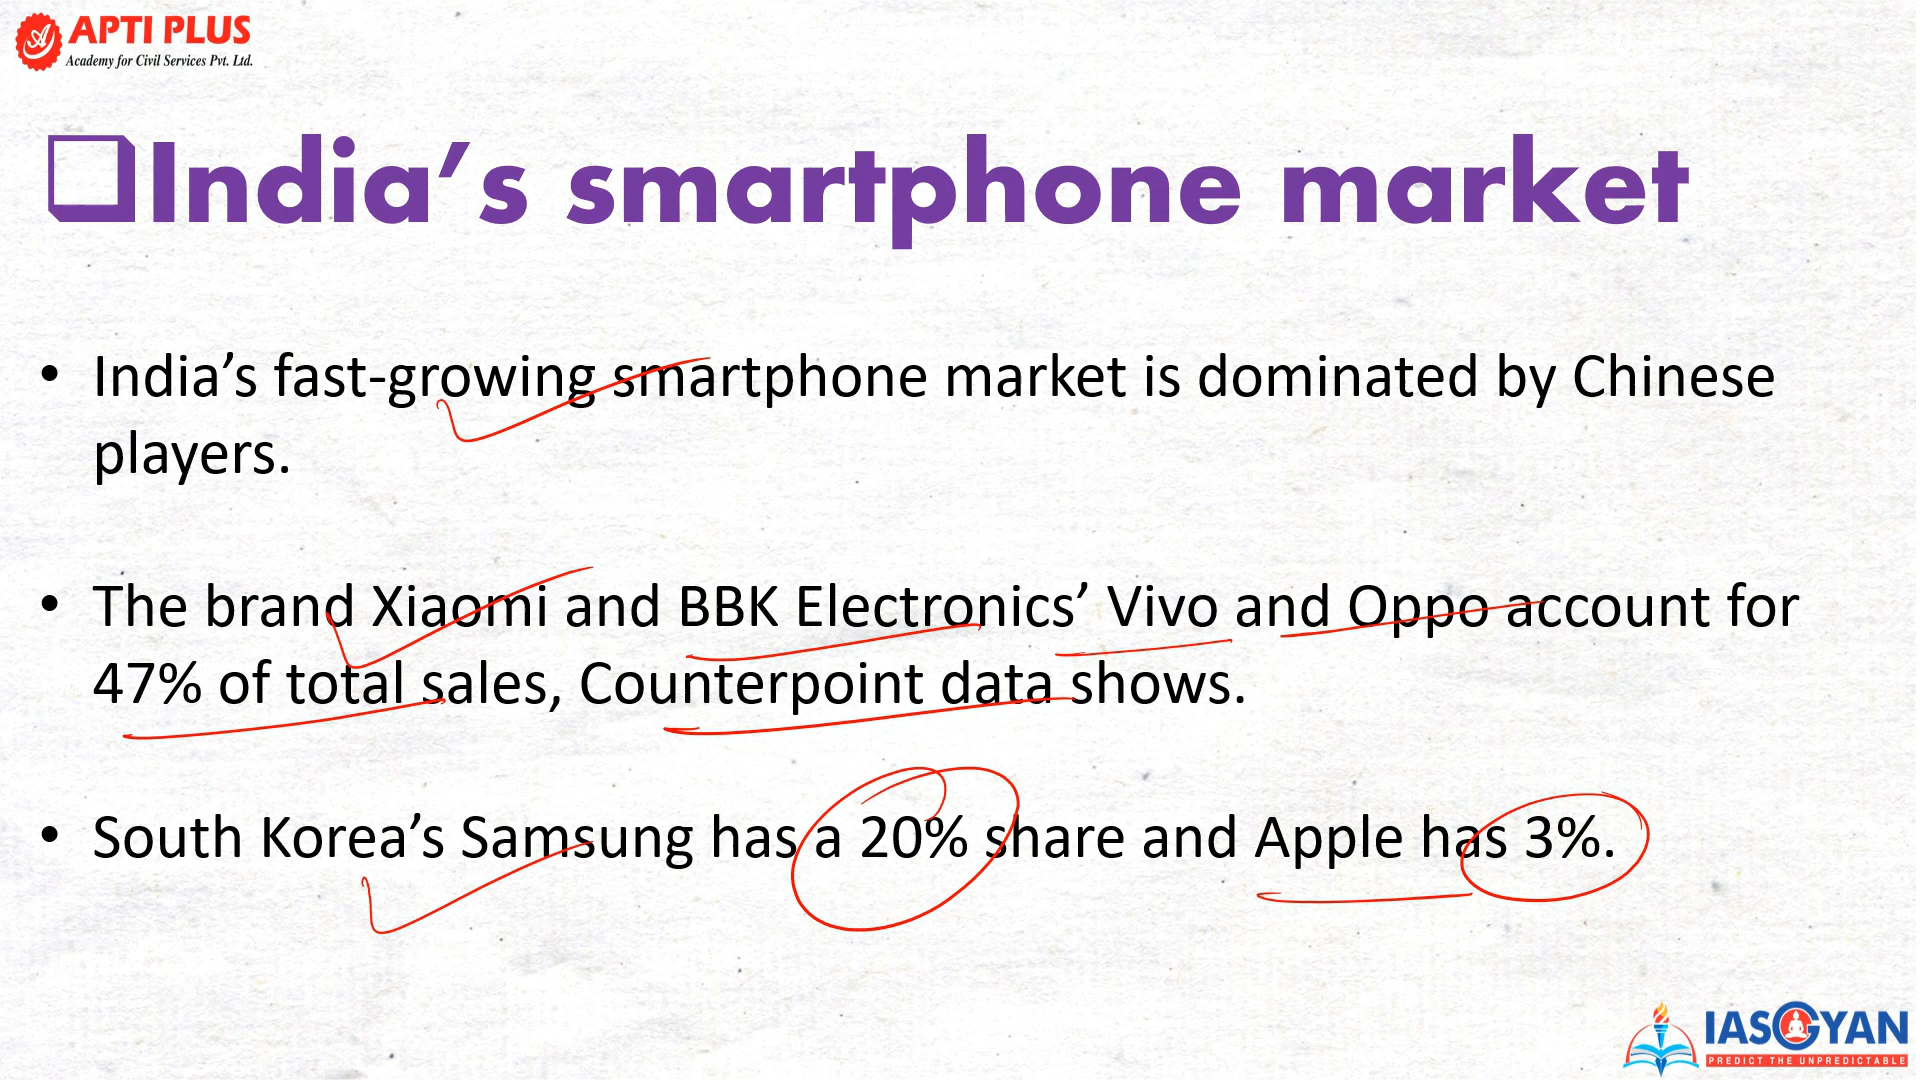 APTI PLUS
Academy for Civil Services Pvt. Ltd.
India’s smartphone market
• India’s fast-growing smartphone market is dominated by Chinese
players.
• The brand Xiaomi and BBK Electronics’ Vivo and Oppo account for
47% of total sales, Counterpoint data shows.
• South Korea’s Samsung has a 20% share and Apple has 3%.
IASGYAN
PREDICT THE UNPREDICTABLE